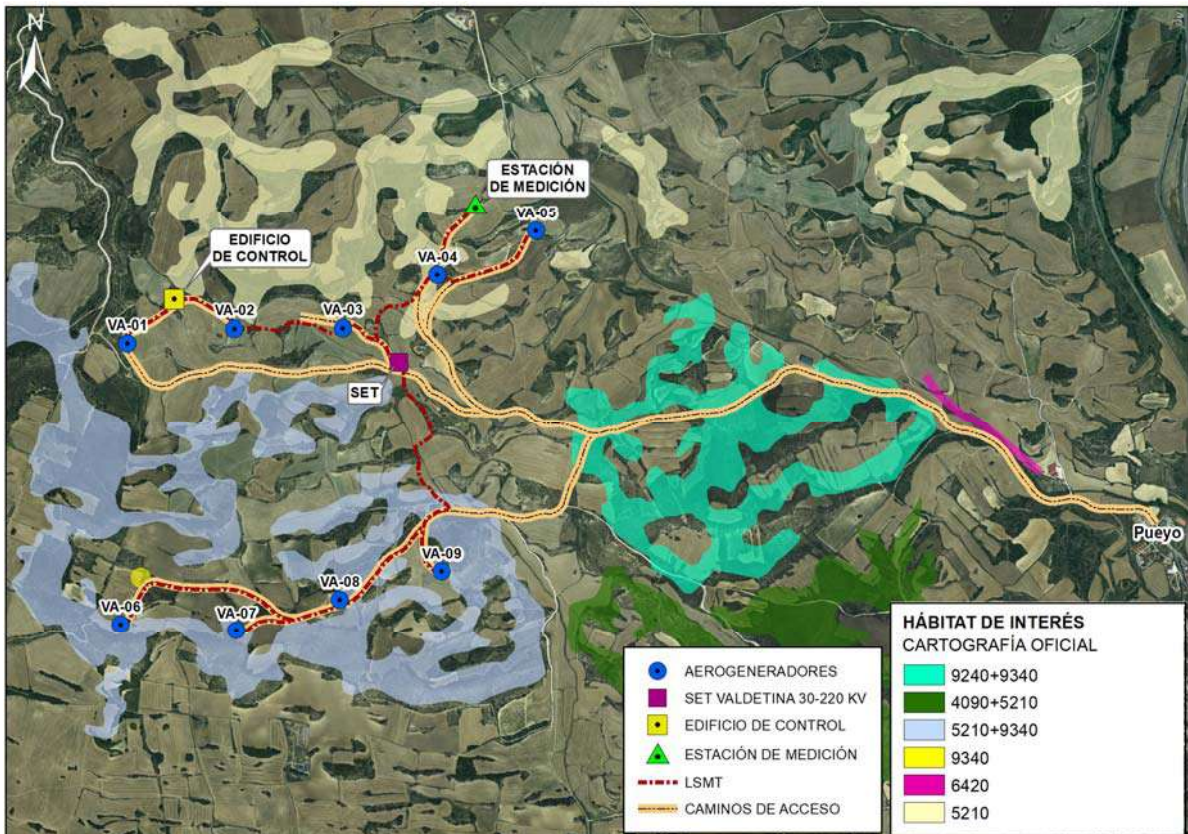 N
ESTACIÓN
DE MEDICIÓN
VA-05
EDIFICIO
DE CONTROL
VA-04
VA-01
VA-02
VA-03
SET
VA-09
VA-08
VA-06
VA-07
Pueyo
AEROGENERADORES
SET VALDETINA 30-220 KV
EDIFICIO DE CONTROL
ESTACIÓN DE MEDICIÓN
LSMT
CAMINOS DE ACCESO
HÁBITAT DE INTERÉS
CARTOGRAFÍA OFICIAL
9240+9340
4090+5210
5210+9340
9340
6420
5210